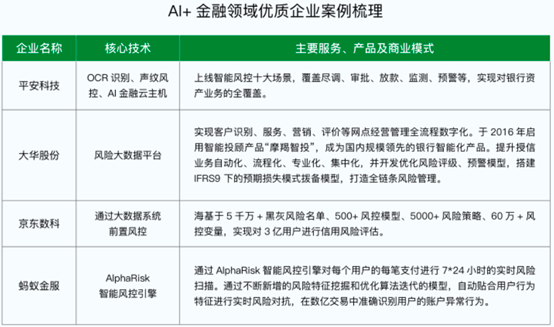 AI+ 金融领域优质企业案例梳理
企业名称 核心技术 主要服务、产品及商业模式
平安科技
OCR 识别、声纹风
控、AI 金融云主机
上线智能风控十大场景，覆盖尽调、审批、放款、监测、预警等，实现对银行资
产业务的全覆盖。
大华股份
风险大数据平台
实现客户识别、服务、营销、评价等网点经营管理全流程数字化。于 2016 年启
用智能投顾产品“摩羯智投”，成为国内规模领先的银行智能化产品。提升授信
业务自动化、流程化、专业化、集中化，并开发优化风险评级、预警模型，搭建
IFRS9 下的预期损失模式拨备模型，打造全链条风险管理。
京东数科
通过大数据系统
前置风控
海基于 5 千万 + 黑灰风险名单、500+ 风控模型、5000+ 风险策略、60 万 + 风
控变量，实现对 3 亿用户进行信用风险评估。
蚂蚁金服
AlphaRisk
智能风控引擎
通过 AlphaRisk 智能风控引擎对每个用户的每笔支付进行 7*24 小时的实时风险
扫描。通过不断新增的风险特征挖掘和优化算法迭代的模型，自动贴合用户行为
特征进行实时风险对抗，在数亿交易中准确识别用户的账户异常行为。